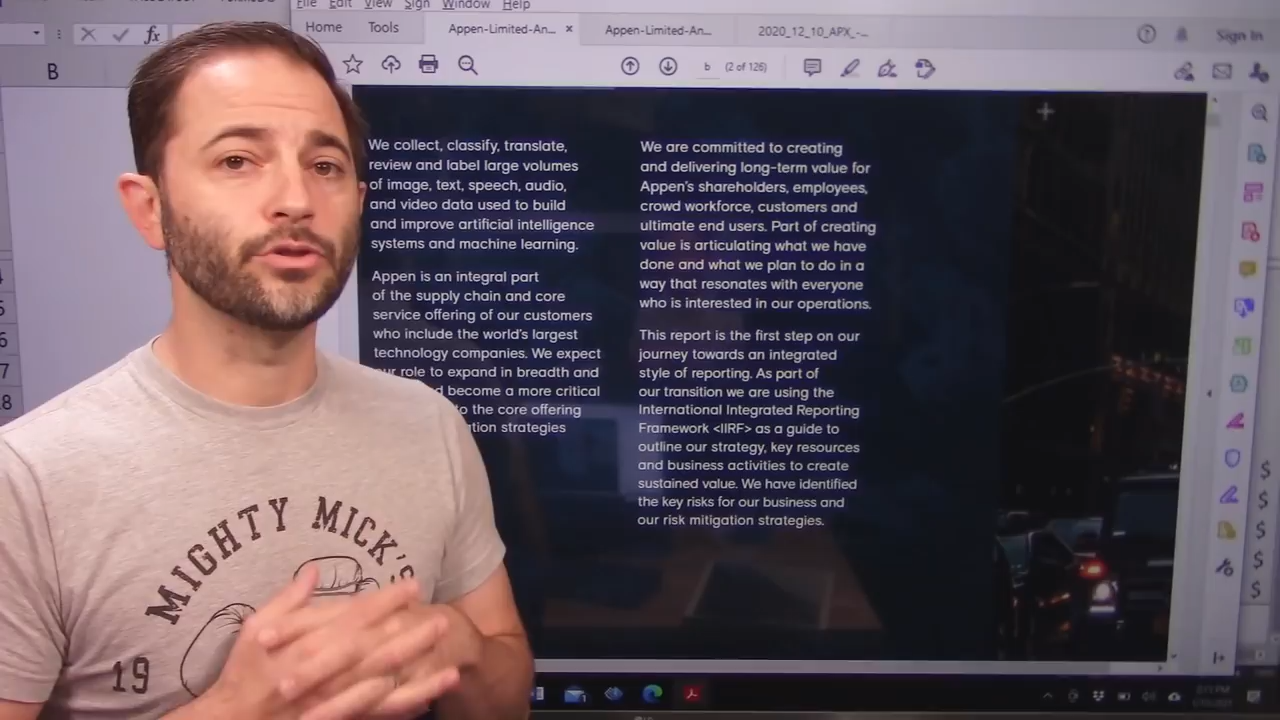 File Edit View Sign Window Help
Home Tools Appen-Limited-An... × Appen-Limited-An... 2020_12_10_APX_-...
Sign In
fx
B
b (2 of 126)
We collect, classify, translate,
review and label large volumes
of image, text, speech, audio,
and video data used to build
and improve artificial intelligence
systems and machine learning.
Appen is an integral part
of the supply chain and core
service offering of our customers
who include the world's largest
technology companies. We expect
our role to expand in breadth and
become a more critical
to the core offering
strategies
We are committed to creating
and delivering long-term value for
Appen's shareholders, employees,
crowd workforce, customers and
ultimate end users. Part of creating
value is articulating what we have
done and what we plan to do in a
way that resonates with everyone
who is interested in our operations.
This report is the first step on our
journey towards an integrated
style of reporting. As part of
our transition we are using the
International Integrated Reporting
Framework <IIRF> as a guide to
outline our strategy, key resources
and business activities to create
sustained value. We have identified
the key risks for our business and
our risk mitigation strategies.
MIGHTY MICK'S
19
$
$
$
$
$